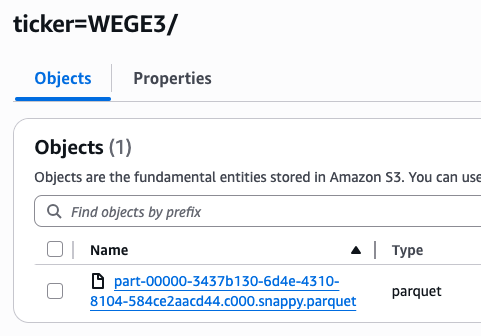 ticker=WEGE3/
Objects
Properties
Objects (1)
Objects are the fundamental entities stored in Amazon S3. You can use
Find objects by prefix
Name
Type
part-00000-3437b130-6d4e-4310-
8104-584ce2aacd44.c000.snappy.parquet
parquet